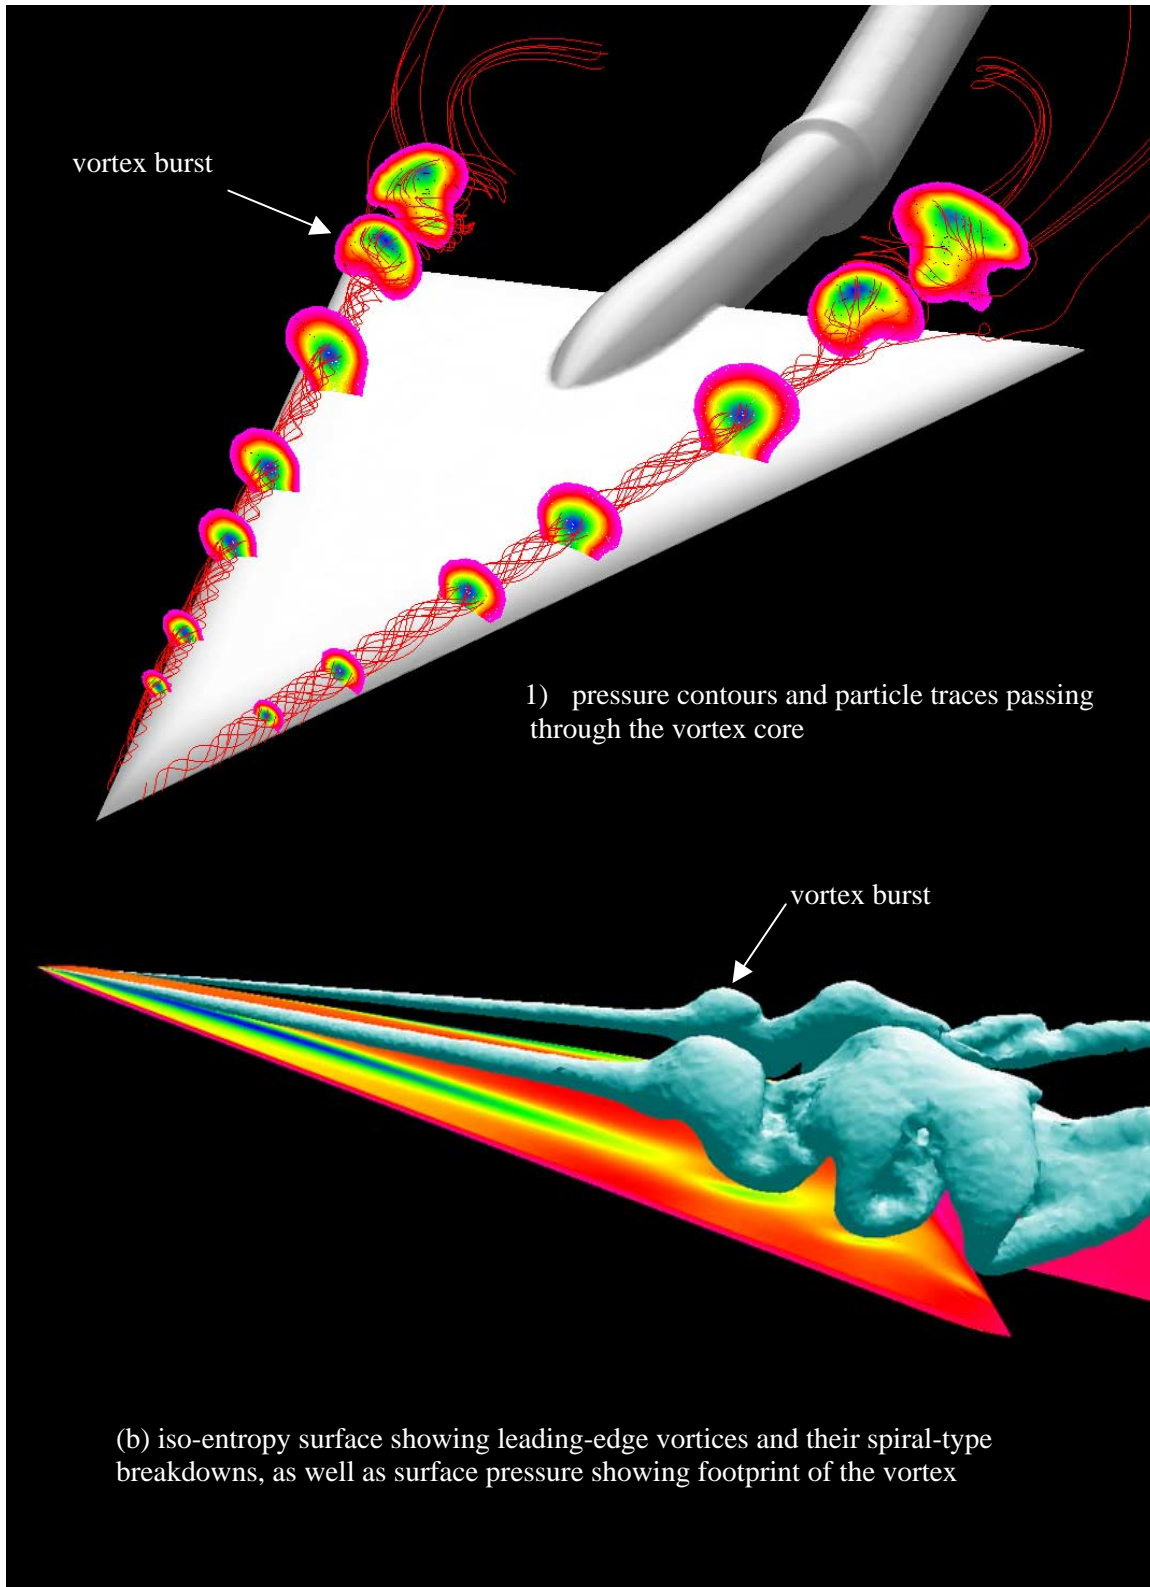 vortex burst
1) pressure contours and particle traces passing
through the vortex core
vortex burst
(b) iso-entropy surface showing leading-edge vortices and their spiral-type
breakdowns, as well as surface pressure showing footprint of the vortex